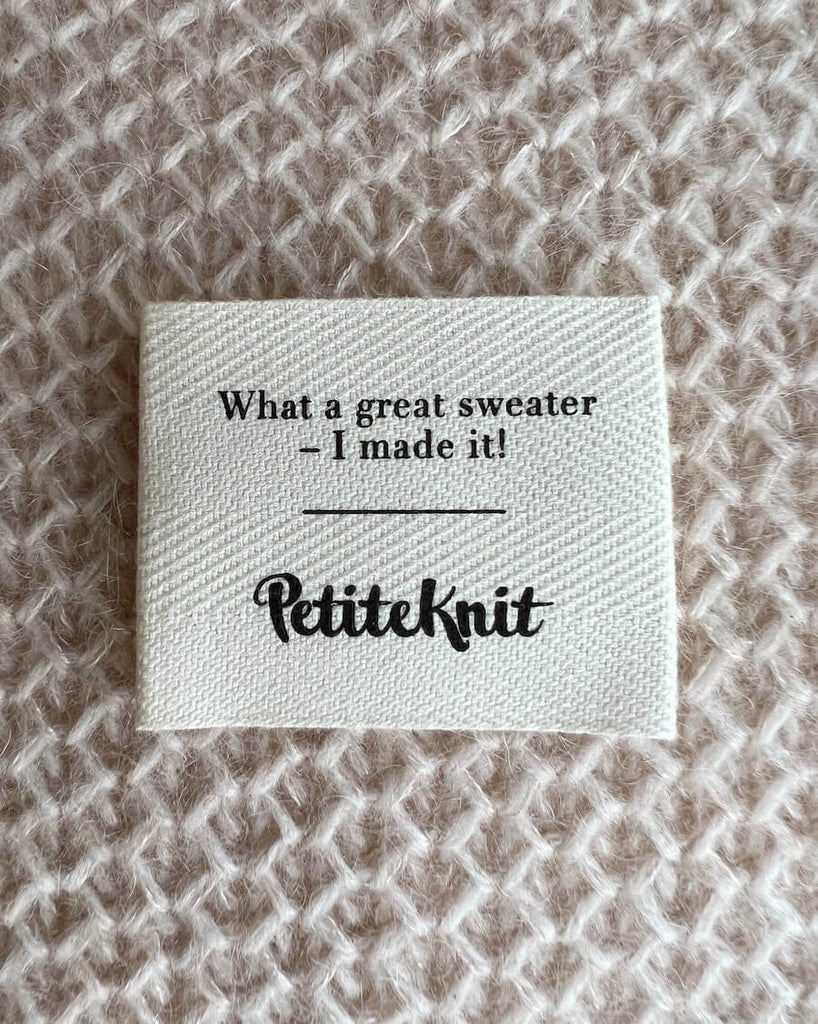 What a great sweater
– I made it!
PetiteKnit